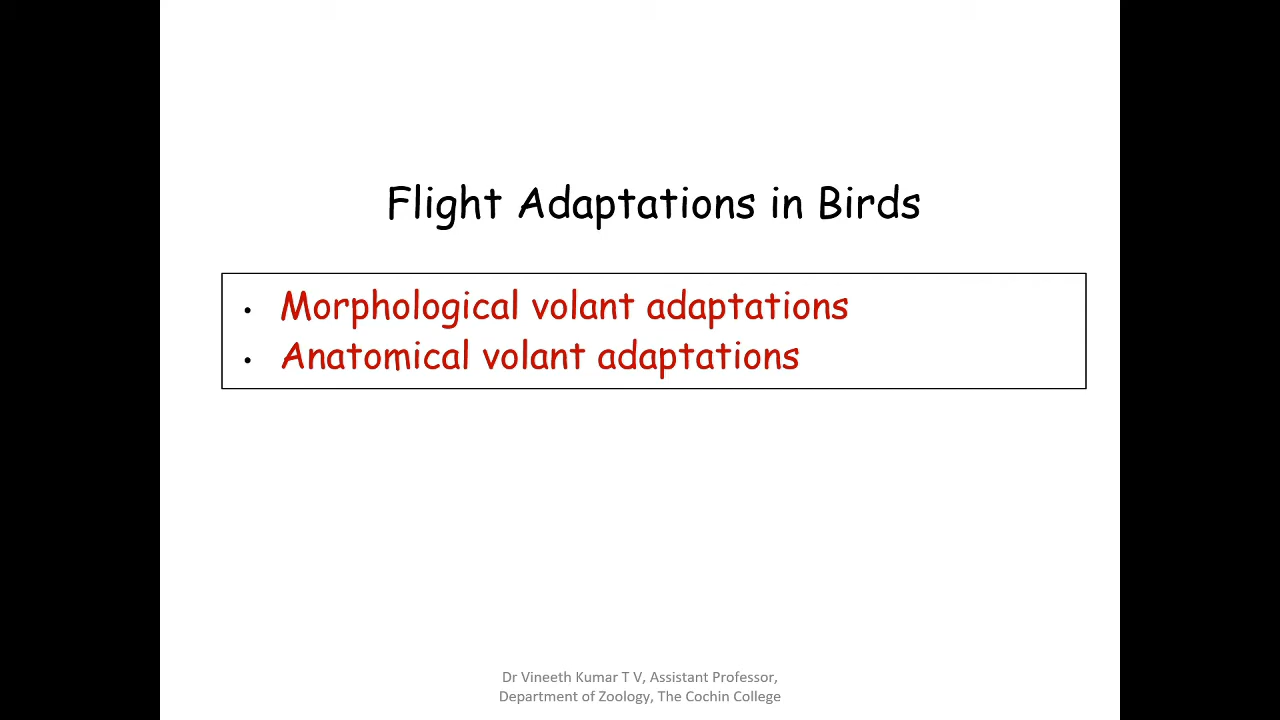 Flight Adaptations in Birds
• Morphological volant adaptations
• Anatomical volant adaptations
Dr Vineeth Kumar T V, Assistant Professor,
Department of Zoology, The Cochin College